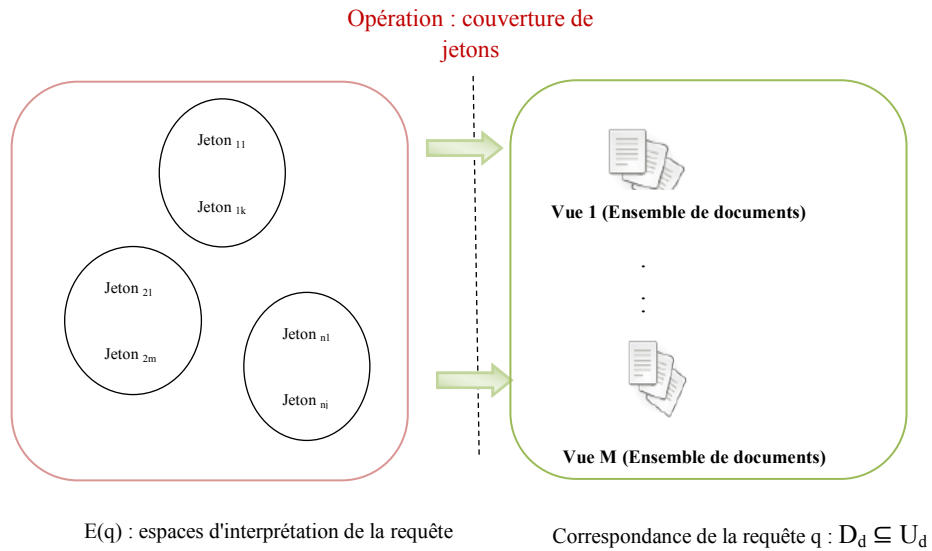 Opération : couverture de
jetons
Jeton 11
Jeton 1k
Jeton 21
Jeton 2m
Jeton n1
Jeton nj
Vue 1 (Ensemble de documents)
Vue M (Ensemble de documents)
E(q) : espaces d'interprétation de la requête
Correspondance de la requête q : Dd ⊆ Ud